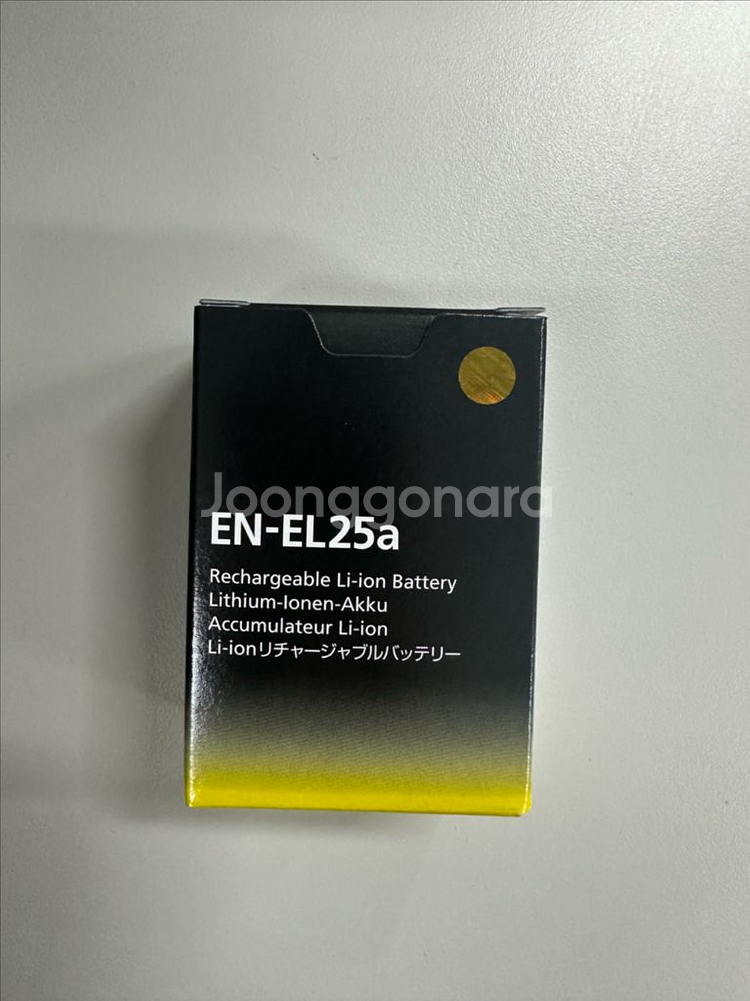 Joonggonara
EN-EL25a
Rechargeable Li-ion Battery
Lithium-Ionen-Akku
Accumulateur Li-ion
Li-ionリチャージャブルバッテリー